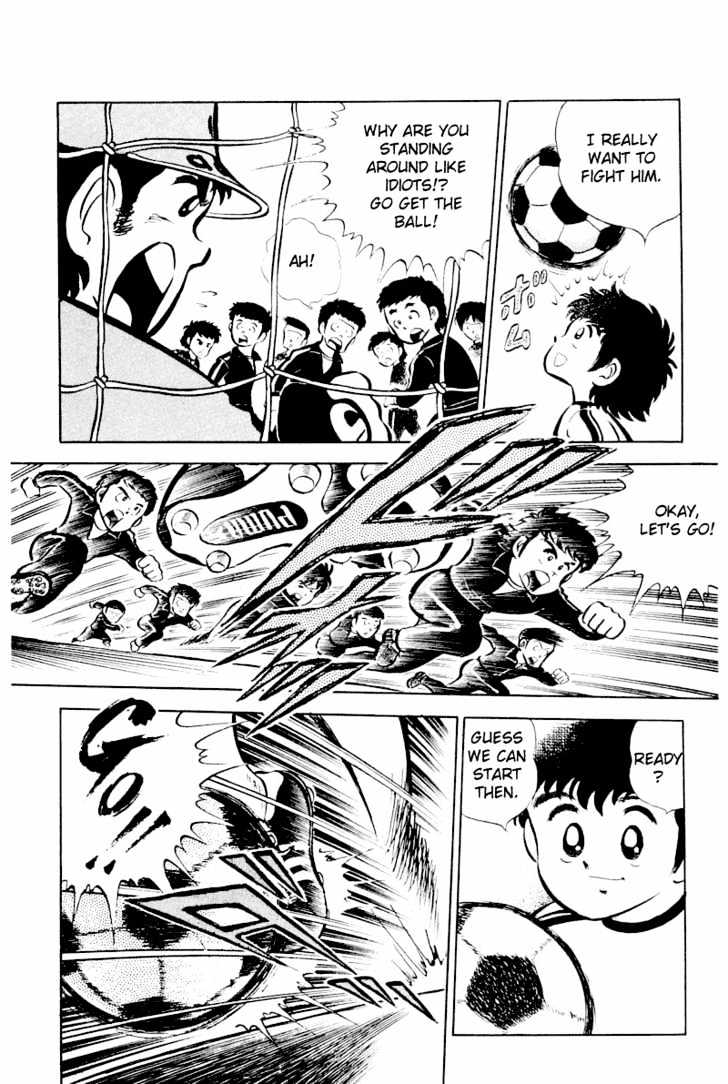 I REALLY
WANT TO
FIGHT HIM.
ボム
WHY ARE YOU
STANDING
AROUND LIKE
IDIOTS!?
GO GET THE
BALL!
AH!
OKAY,
LET'S GO!
PUMA
READY
?
GUESS
WE CAN
START
THEN.
GO!!